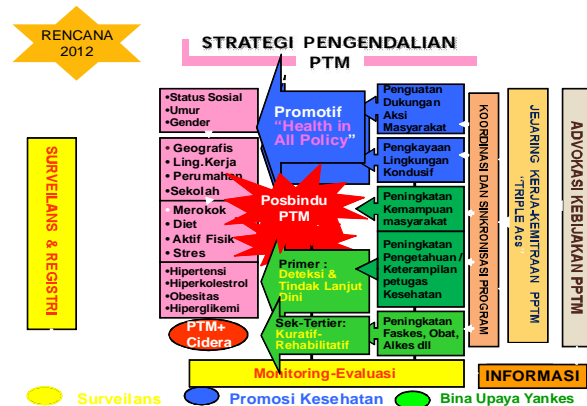 RENCANA
2012
STRATEGI PENGENDALIAN
PTM
SURVEILANS & REGISTRI
•Status Sosial
•Umur
•Gender
• Geografis
• Ling.Kerja
• Perumahan
•Sekolah
• Merokok
• Diet
• Aktif Fisik
• Stres
•Hipertensi
•Hiperkolestrol
•Obesitas
•Hiperglikemi
PTM+
Cidera
Promotif
"Health in
All Policy"
Posbindu
PTM
Primer :
Deteksi &
Tindak Lanjut
Dini
Sek-Tertier:
Kuratif-
Rehabilitatif
Penguatan
Dukungan
Aksi
Masyarakat
Pengkayaan
Lingkungan
Kondusif
Peningkatan
Kemampuan
masyarakat
Peningkatan
Pengetahuan /
Keterampilan
petugas
Kesehatan
Peningkatan
Faskes, Obat,
Alkes dll
KOORDINASI DAN SINKRONISASI PROGRAM
JEJARING KERJA-KEMITRAAN PPTM
"TRIPLE Acs"
ADVOKASI KEBIJAKAN PPTM
Monitoring-Evaluasi
INFORMASI
Surveilans
Promosi Kesehatan
Bina Upaya Yankes